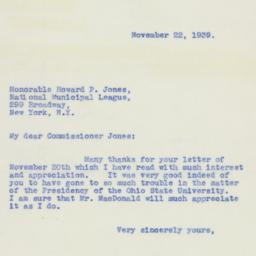 November 22, 1939.
Honorable Howard P. Jones,
National Municipal League,
299 Broadway,
New York, N.Y.
My dear Commissioner Jones:
Many thanks for your letter of
November 20th which I have read with much interest
and appreciation. It was very good indeed of
you to have gone to so much trouble in the matter
of the Presidency of the Ohio State University.
I am sure that Mr. MacDonald will much appreciate
it as I do.
Very sincerely yours,